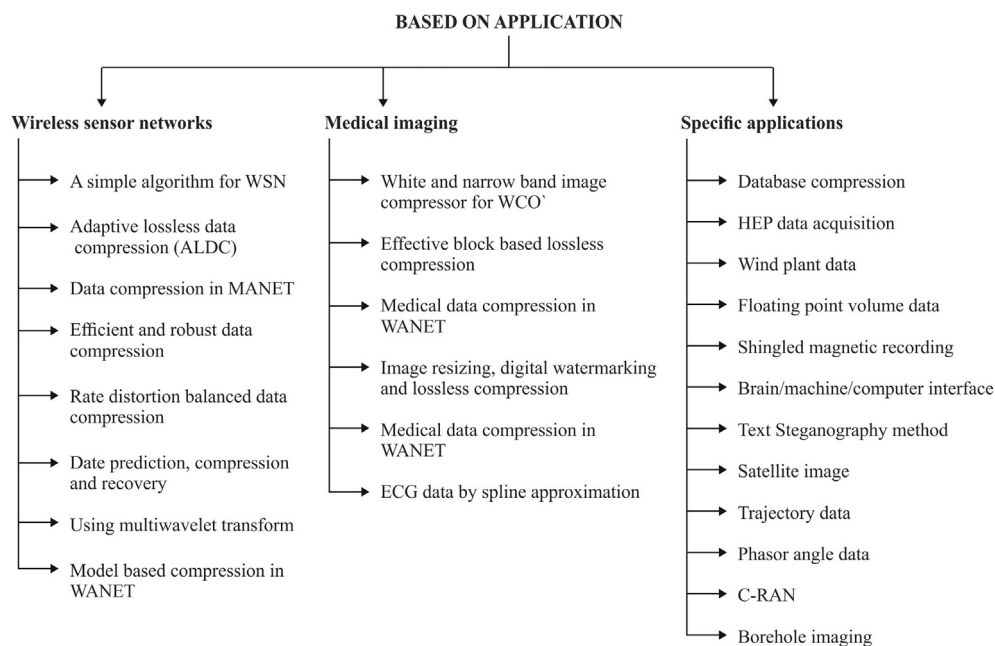 BASED ON APPLICATION
Wireless sensor networks
A simple algorithm for WSN
Adaptive lossless data
compression (ALDC)
Data compression in MANET
Efficient and robust data
compression
Rate distortion balanced data
compression
Date prediction, compression
and recovery
Using multiwavelet transform
Model based compression in
WANET
Medical imaging
White and narrow band image
compressor for WCO`
Effective block based lossless
compression
Medical data compression in
WANET
Image resizing, digital watermarking
and lossless compression
Medical data compression in
WANET
ECG data by spline approximation
Specific applications
Database compression
HEP data acquisition
Wind plant data
Floating point volume data
Shingled magnetic recording
Brain/machine/computer interface
Text Steganography method
Satellite image
Trajectory data
Phasor angle data
C-RAN
Borehole imaging